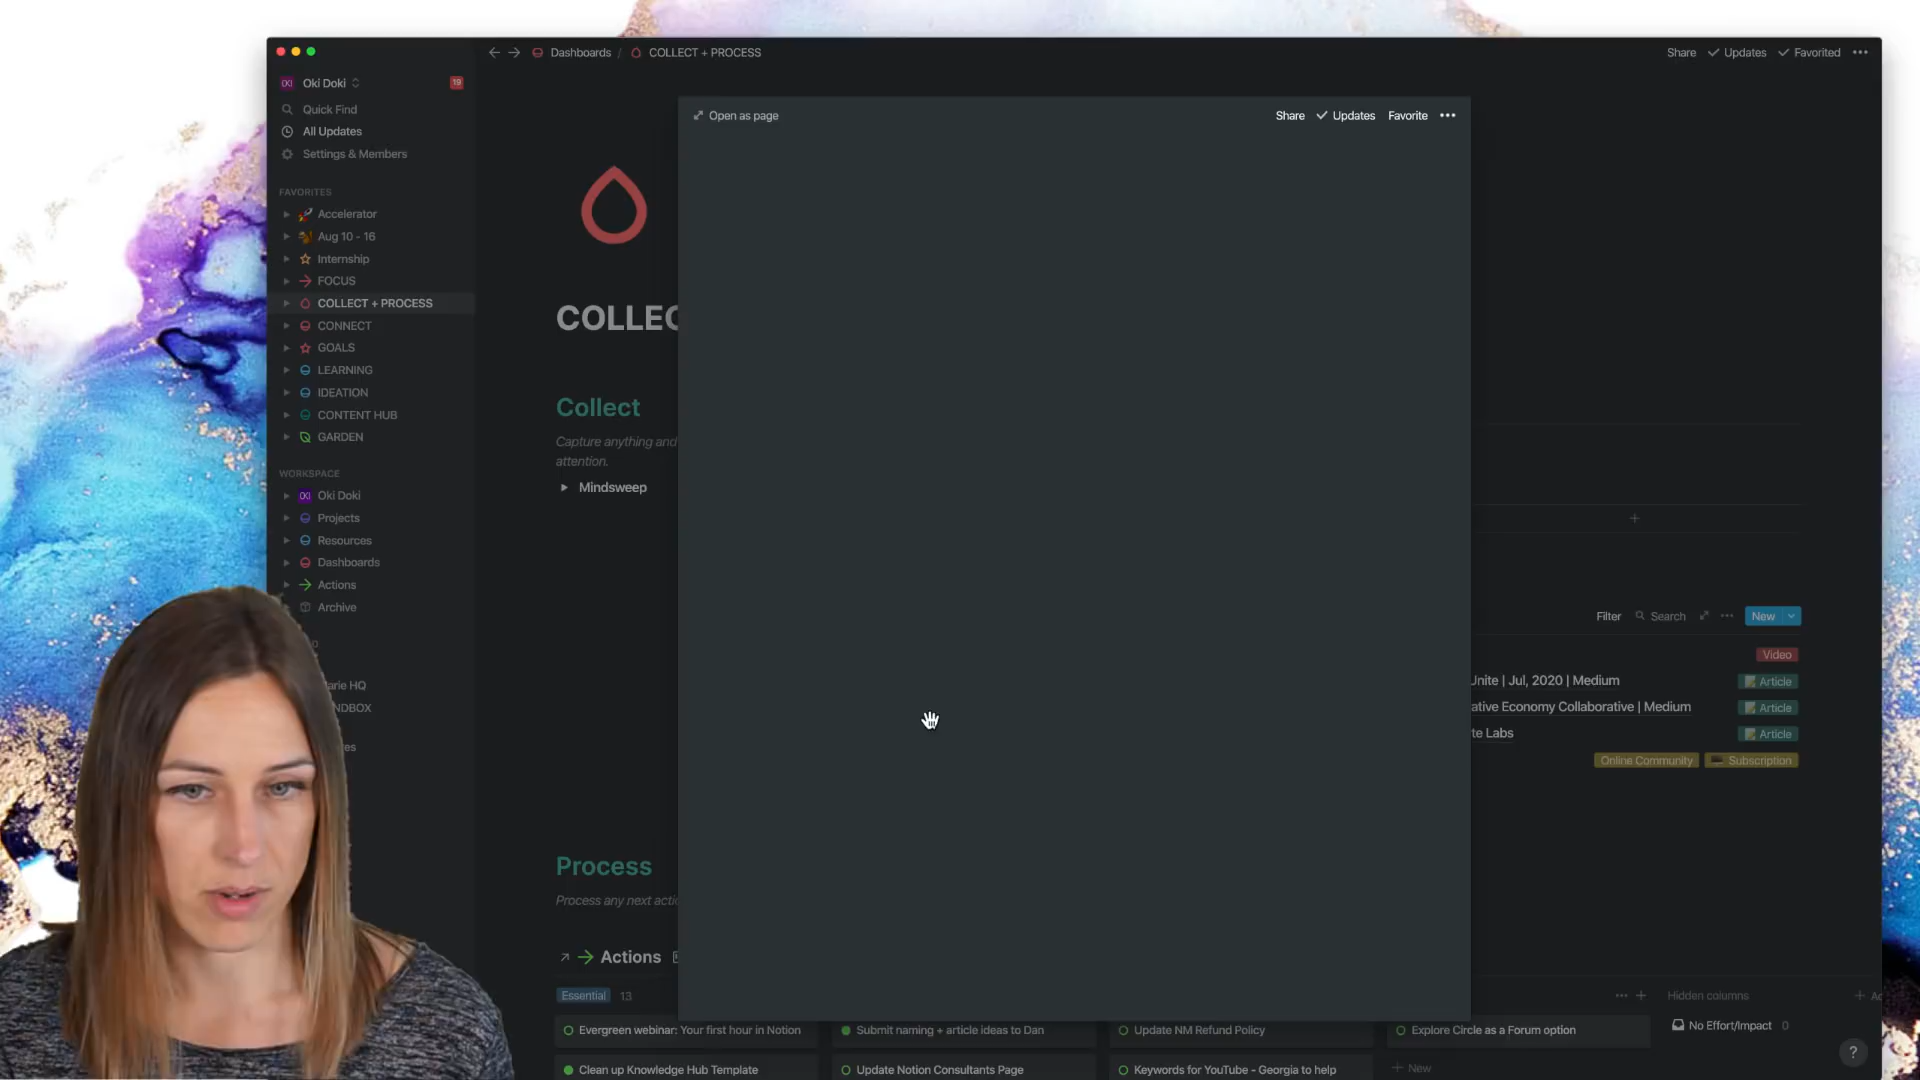 Dashboards / COLLECT + PROCESS
Share Updates Favorited
Oki Doki 19
Quick Find
All Updates
Settings & Members
FAVORITES
Accelerator
Aug 10 - 16
Internship
FOCUS
COLLECT + PROCESS
CONNECT
GOALS
LEARNING
IDEATION
CONTENT HUB
GARDEN
WORKSPACE
Oki Doki
Projects
Resources
Dashboards
Actions
Archive
arie HQ
NDBOX
es
Open as page
Share Updates Favorite
COLLEC
Collect
Capture anything and
attention.
Mindsweep
Filter Search New
Video
Unite | Jul, 2020 | Medium Article
ative Economy Collaborative | Medium Article
te Labs Article
Online Community Subscription
Process
Process any next acti
Actions
Essential 13
Hidden columns
No Effort/Impact 0
Evergreen webinar: Your first hour in Notion
Submit naming + article ideas to Dan
Update NM Refund Policy
Explore Circle as a Forum option
Clean up Knowledge Hub Template
Update Notion Consultants Page
Keywords for YouTube - Georgia to help
New
?